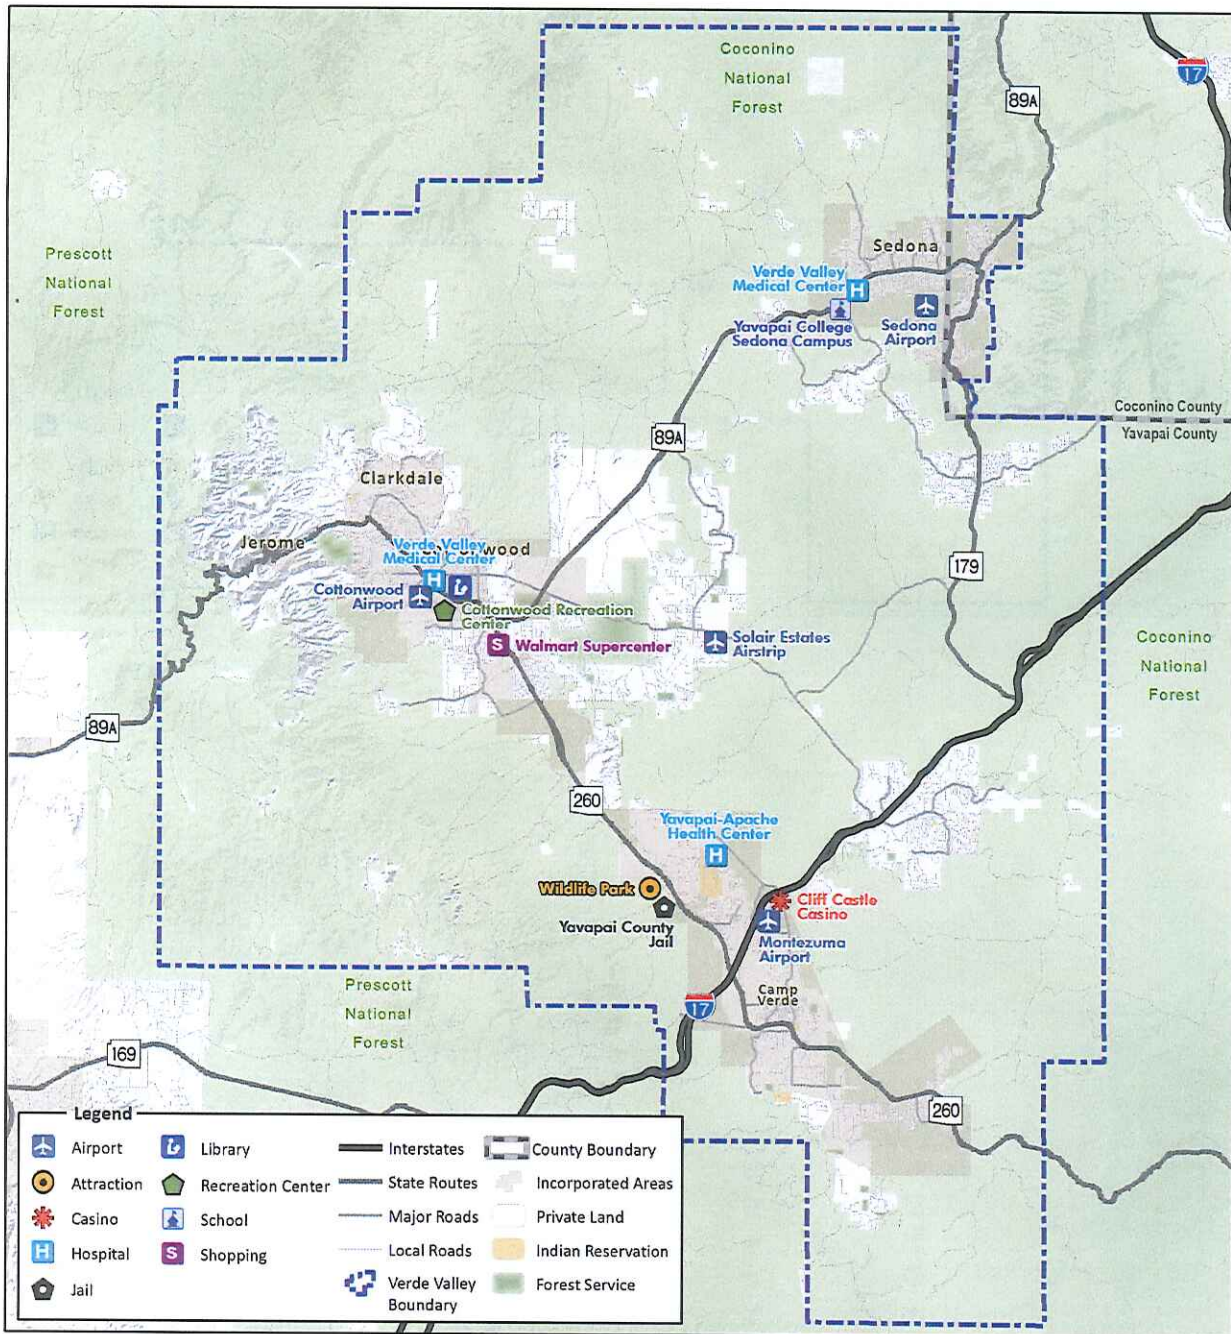 Coconino
National
Forest
17
89A
Prescott
National
Forest
Sedona
Verde Valley
Medical Center
H
Yavapai College
Sedona Campus
Sedona
Airport
Coconino County
Yavapai County
89A
Clarkdale
Jerome
Verde Valley
Medical Center
H
Cottonwood
Airport
Cottonwood Recreation
Center
S
Walmart Supercenter
Solair Estates
Airstrip
179
Coconino
National
Forest
89A
260
Yavapai-Apache
Health Center
H
Wildlife Park
Yavapai County
Jail
Cliff Castle
Casino
Montezuma
Airport
Camp
Verde
17
Prescott
National
Forest
169
260
Legend
Airport
Attraction
Casino
H
Hospital
Jail
Library
Recreation Center
School
S
Shopping
Interstates
State Routes
Major Roads
Local Roads
Verde Valley
Boundary
County Boundary
Incorporated Areas
Private Land
Indian Reservation
Forest Service